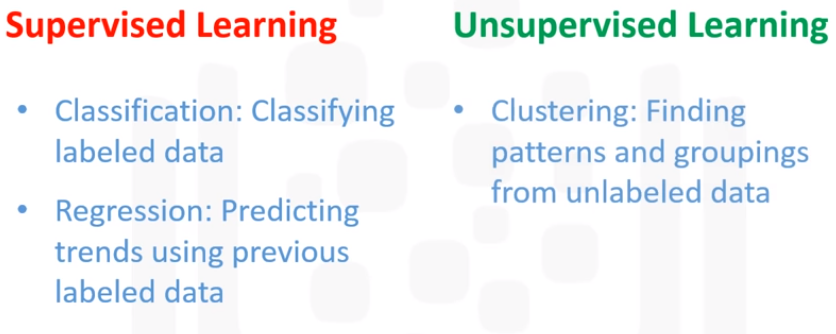 Supervised Learning
• Classification: Classifying
labeled data
• Regression: Predicting
trends using previous
labeled data
Unsupervised Learning
• Clustering: Finding
patterns and groupings
from unlabeled data